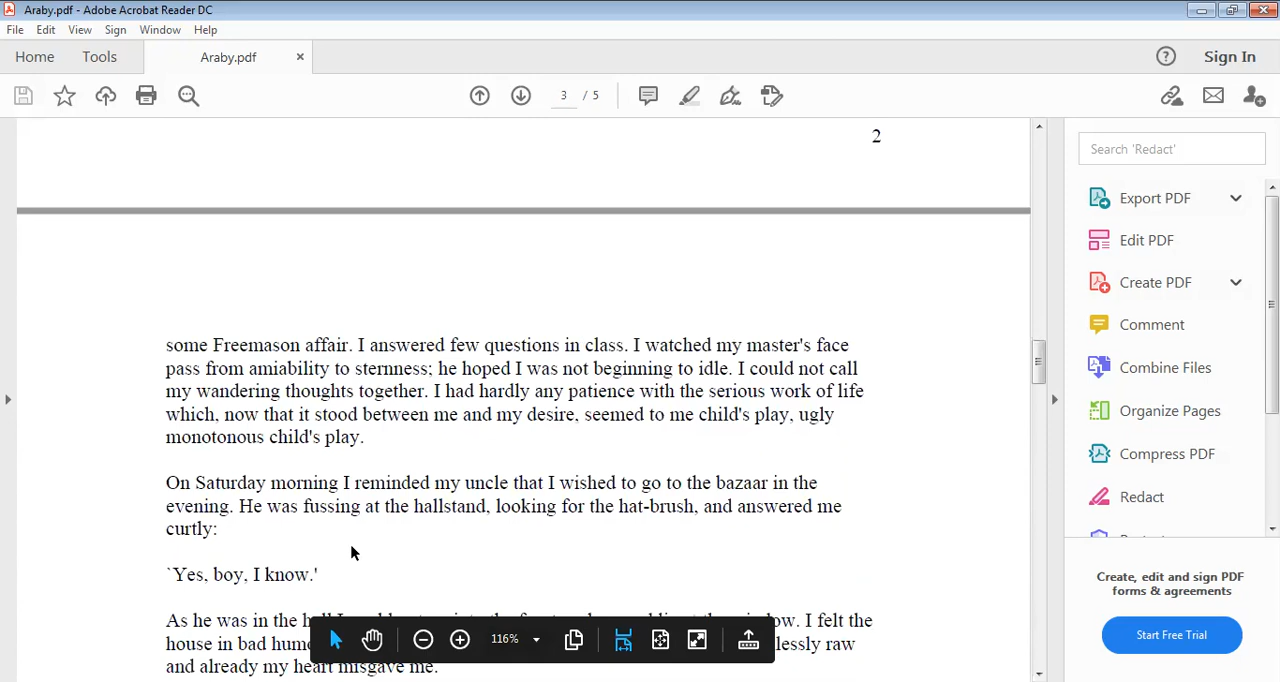 Araby.pdf - Adobe Acrobat Reader DC
File Edit View Sign Window Help
Home Tools Araby.pdf × ? Sign In
3 / 5
Search 'Redact'
2
Export PDF
Edit PDF
Create PDF
Comment
Combine Files
Organize Pages
Compress PDF
Redact
some Freemason affair. I answered few questions in class. I watched my master's face
pass from amiability to sternness; he hoped I was not beginning to idle. I could not call
my wandering thoughts together. I had hardly any patience with the serious work of life
which, now that it stood between me and my desire, seemed to me child's play, ugly
monotonous child's play.
On Saturday morning I reminded my uncle that I wished to go to the bazaar in the
evening. He was fussing at the hallstand, looking for the hat-brush, and answered me
curtly:
`Yes, boy, I know.'
As he was in the I felt the
house in bad raw
and already my heart misgave me.
116%
Create, edit and sign PDF
forms & agreements
Start Free Trial